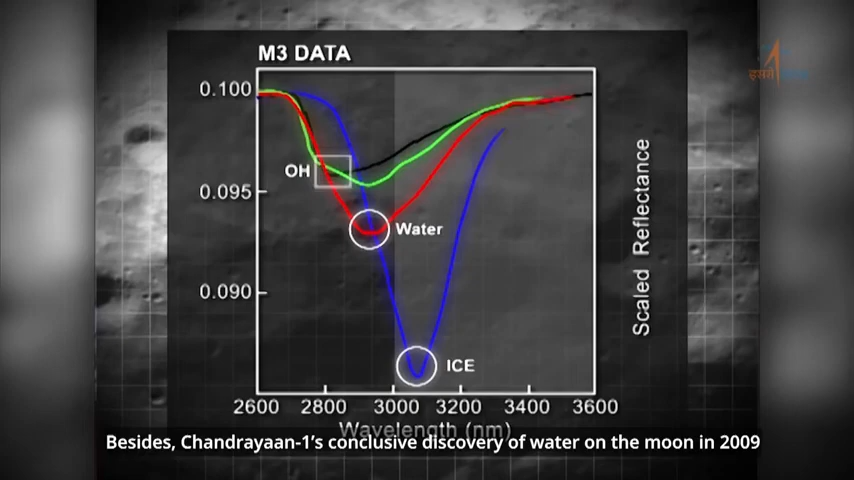 M3 DATA
इसरो
0.100
OH
0.095
Water
0.090
ICE
Scaled Reflectance
2600 2800 3000 3200 3400 3600
Wavelength (nm)
Besides, Chandrayaan-1's conclusive discovery of water on the moon in 2009